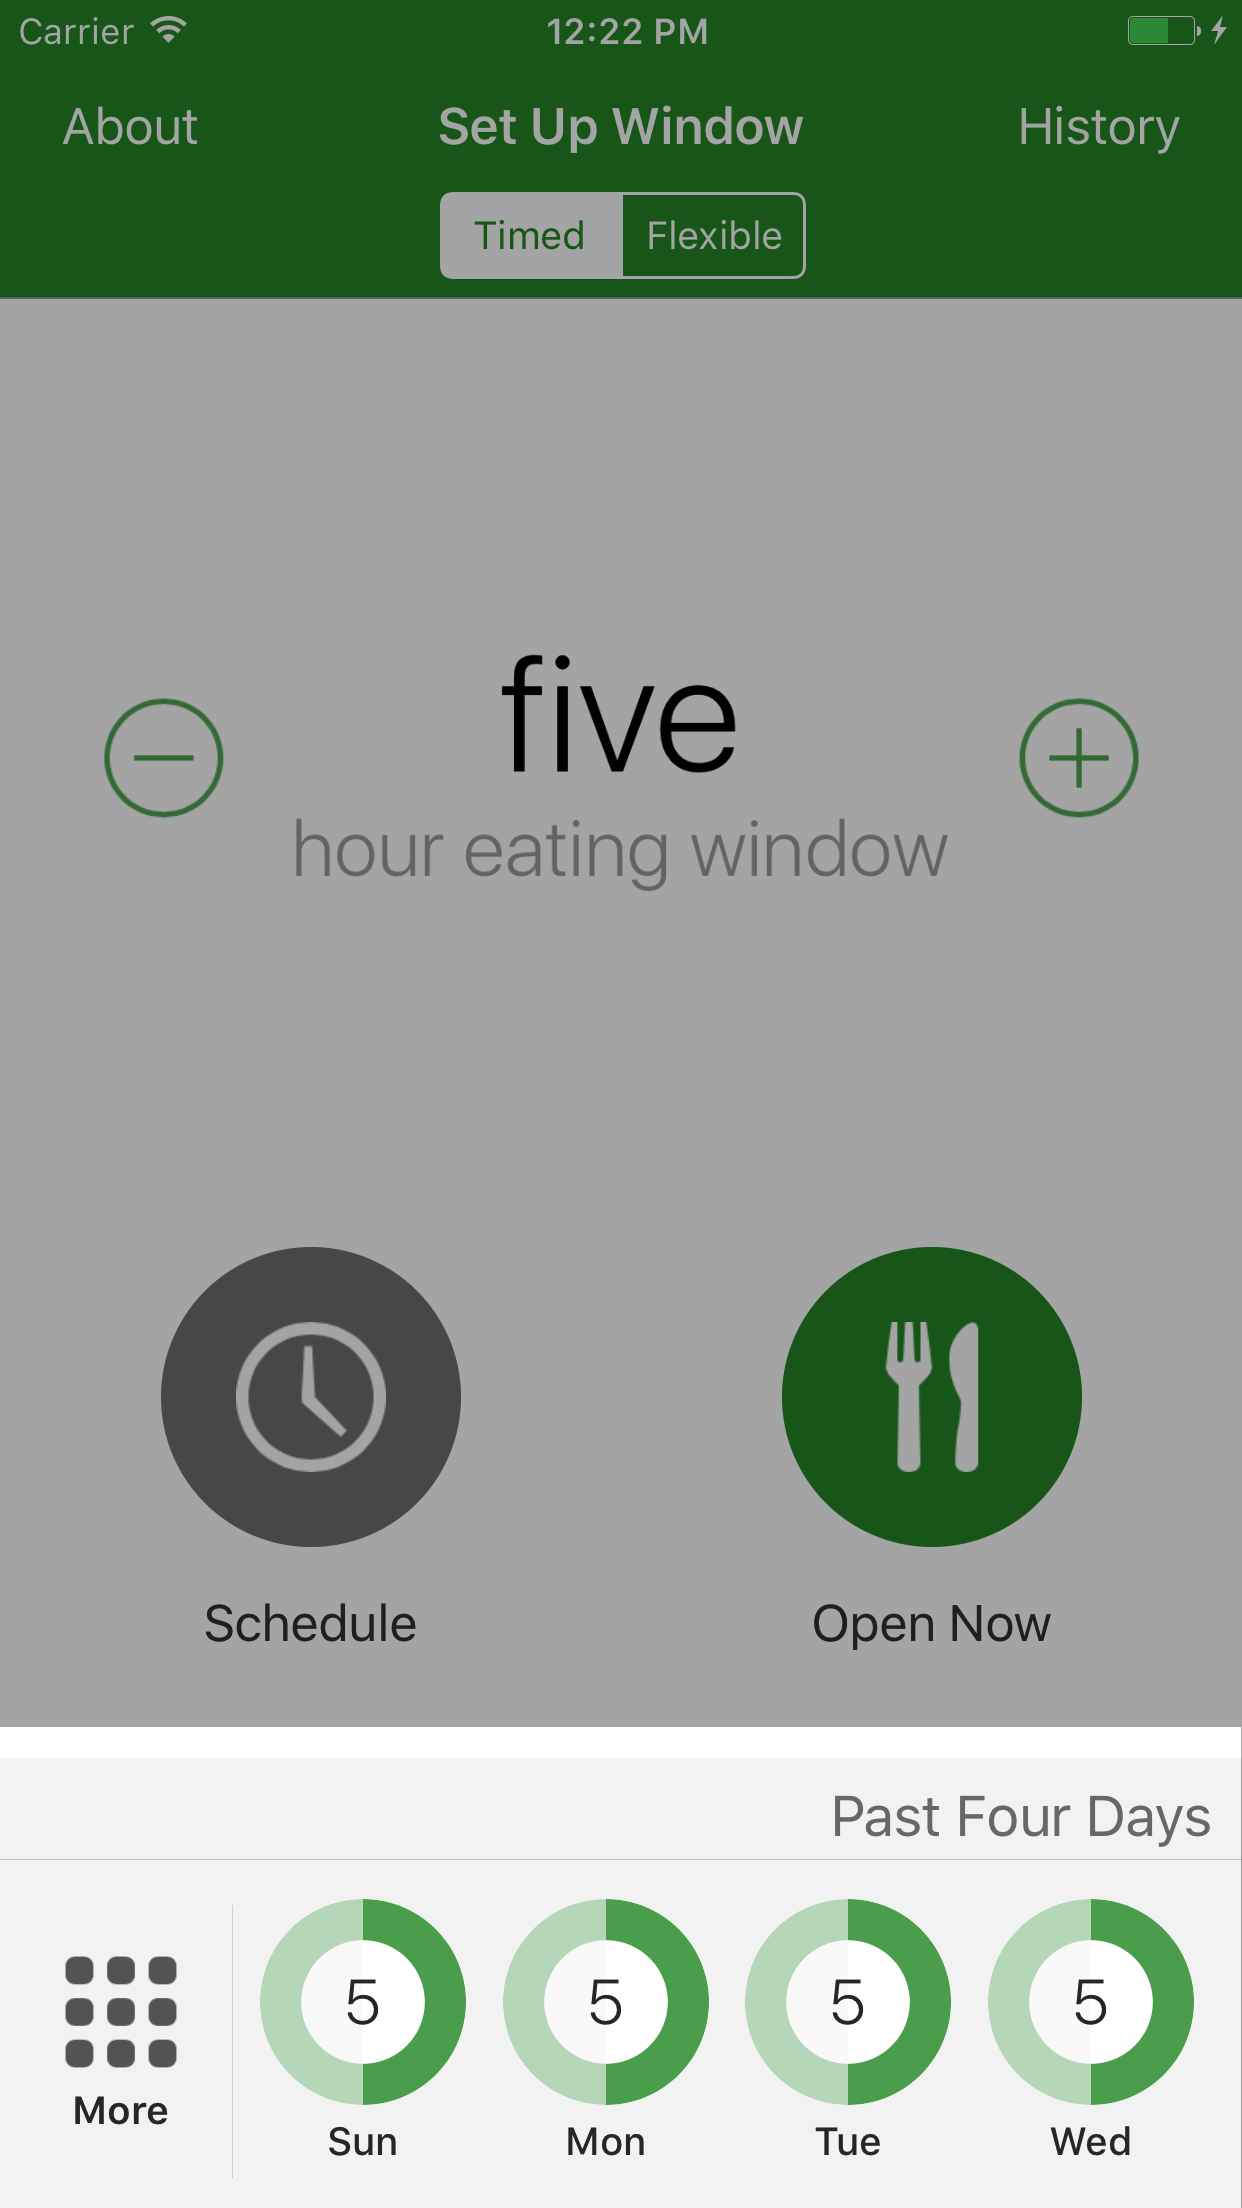 Carrier 12:22 PM
About Set Up Window History
Timed Flexible
five
hour eating window
Schedule Open Now
Past Four Days
5 5 5 5
More
Sun Mon Tue Wed